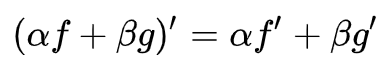 (αf + βg)′ = αf′ + βg′